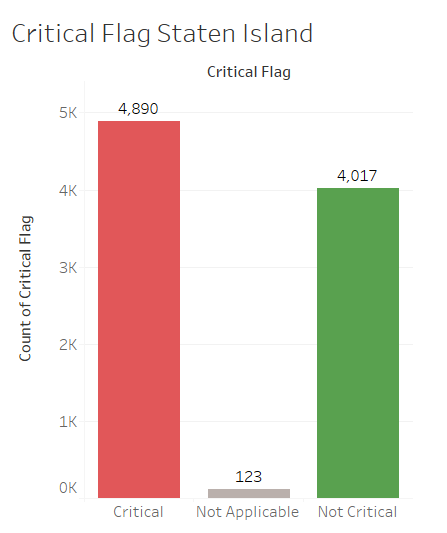 Critical Flag Staten Island
Critical Flag
Count of Critical Flag
5K
4K
3K
2K
1K
0K
4,890
123
4,017
Critical
Not Applicable
Not Critical